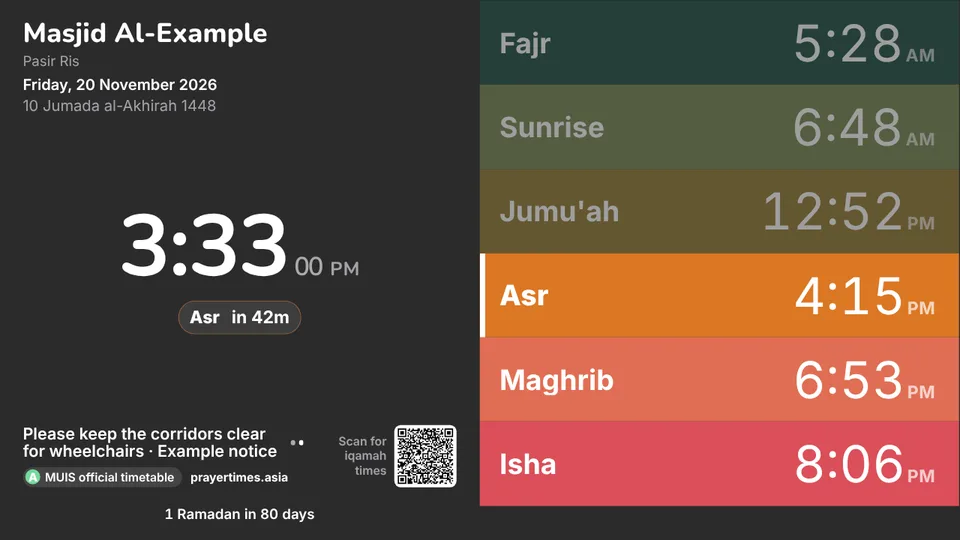 Masjid Al-Example
Pasir Ris
Friday, 20 November 2026
10 Jumada al-Akhirah 1448
3:33 00 PM
Asr in 42m
Please keep the corridors clear
for wheelchairs · Example notice
A MUIS official timetable prayertimes.asia
Scan for
iqamah
times
1 Ramadan in 80 days
Fajr 5:28 AM
Sunrise 6:48 AM
Jumu'ah 12:52 PM
Asr 4:15 PM
Maghrib 6:53 PM
Isha 8:06 PM